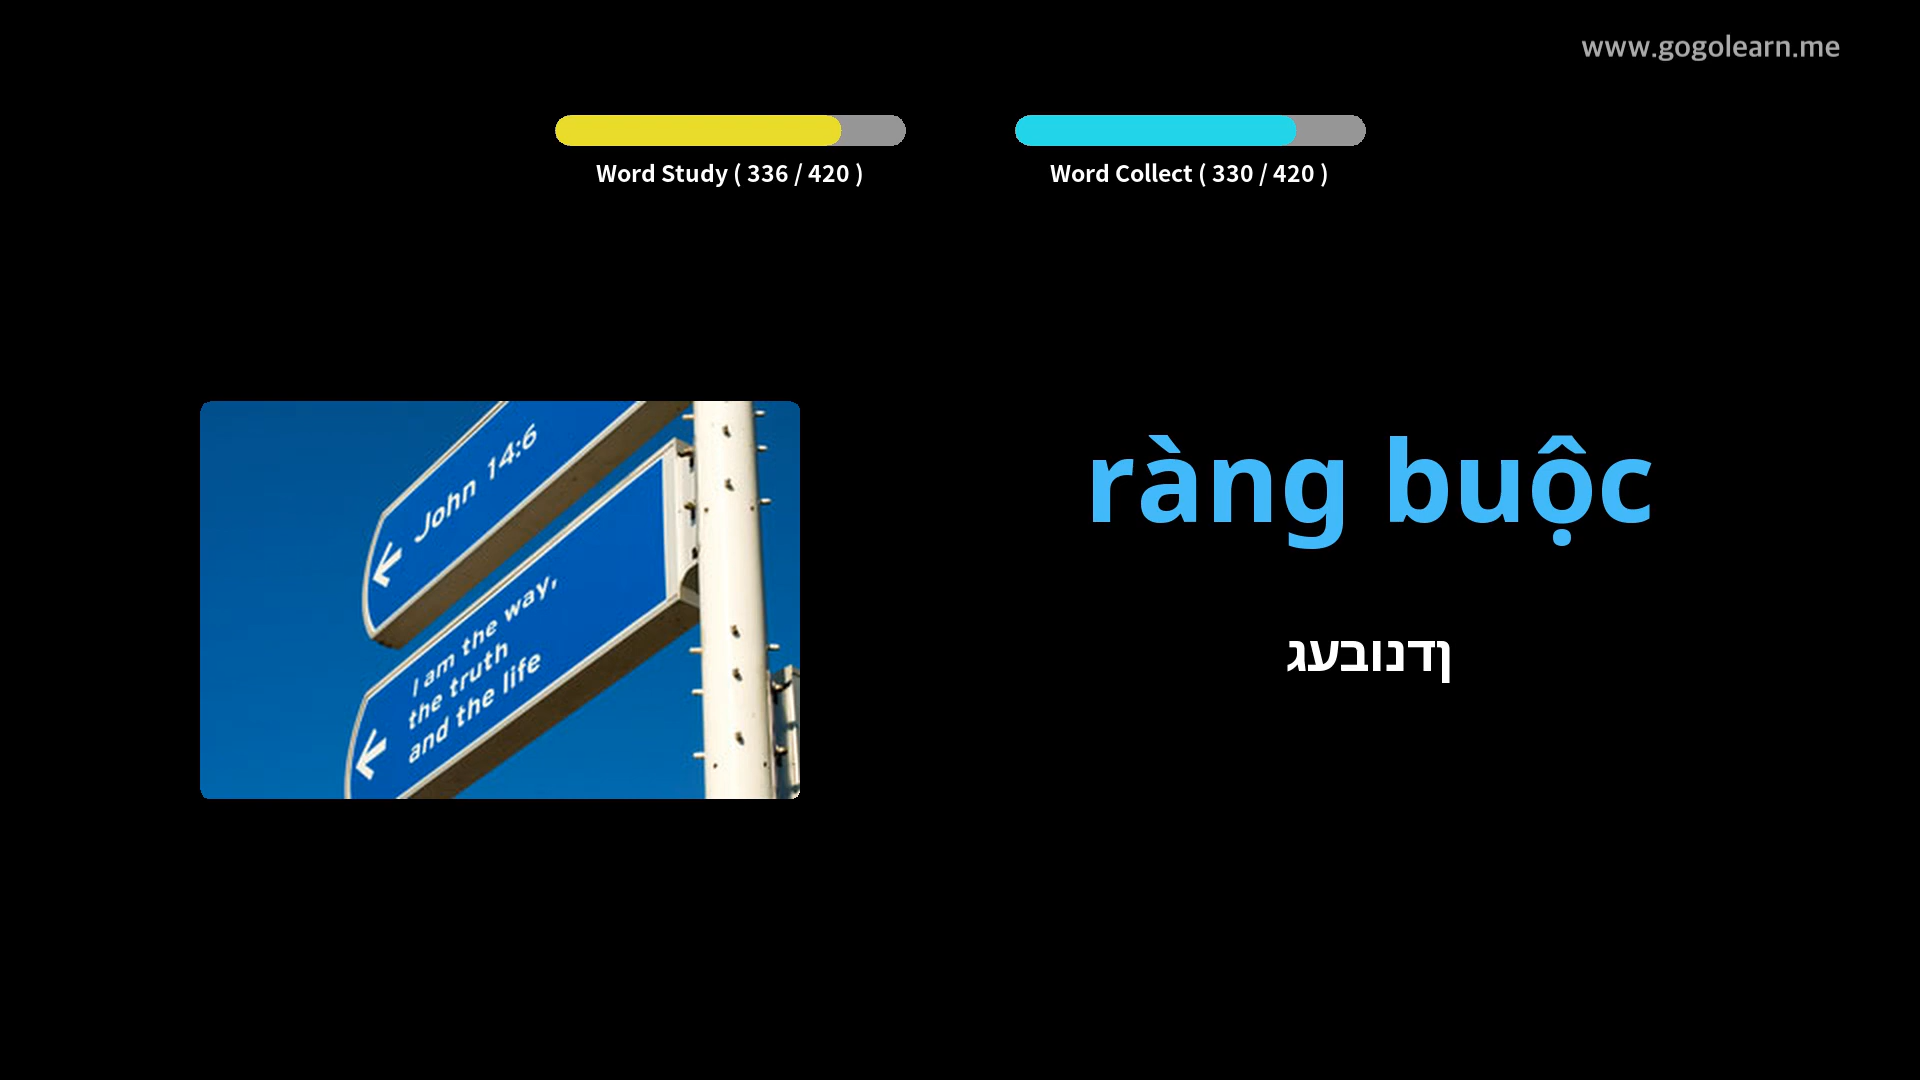 www.gogolearn.me
Word Study ( 336 / 420 )
Word Collect ( 330 / 420 )
John 14:6
I am the way,
the truth
and the life
ràng buộc
ןדנובעג